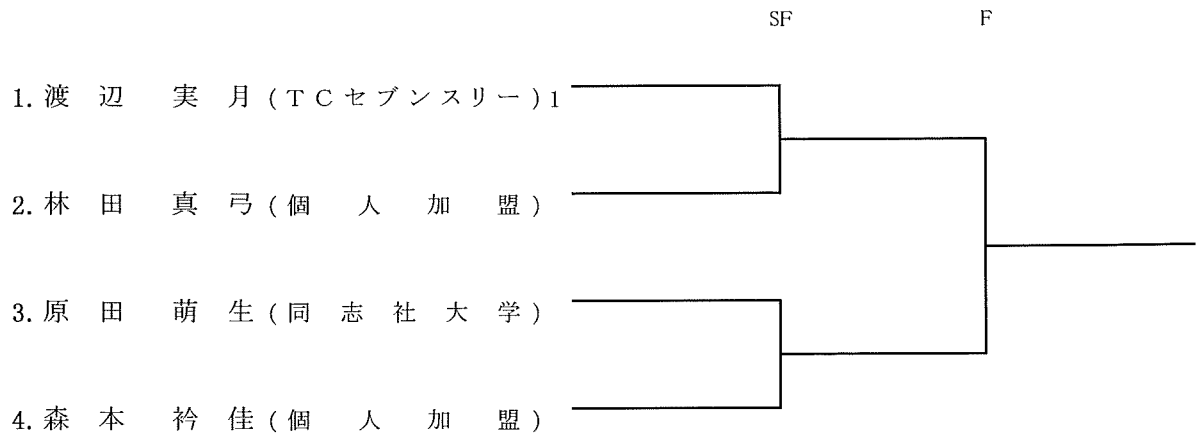 SF F
1. 渡辺 実月 (TCセブンスリー) 1
2. 林田 真弓 (個人加盟)
3. 原田 萌生 (同志社大学)
4. 森本 衿佳 (個人加盟)